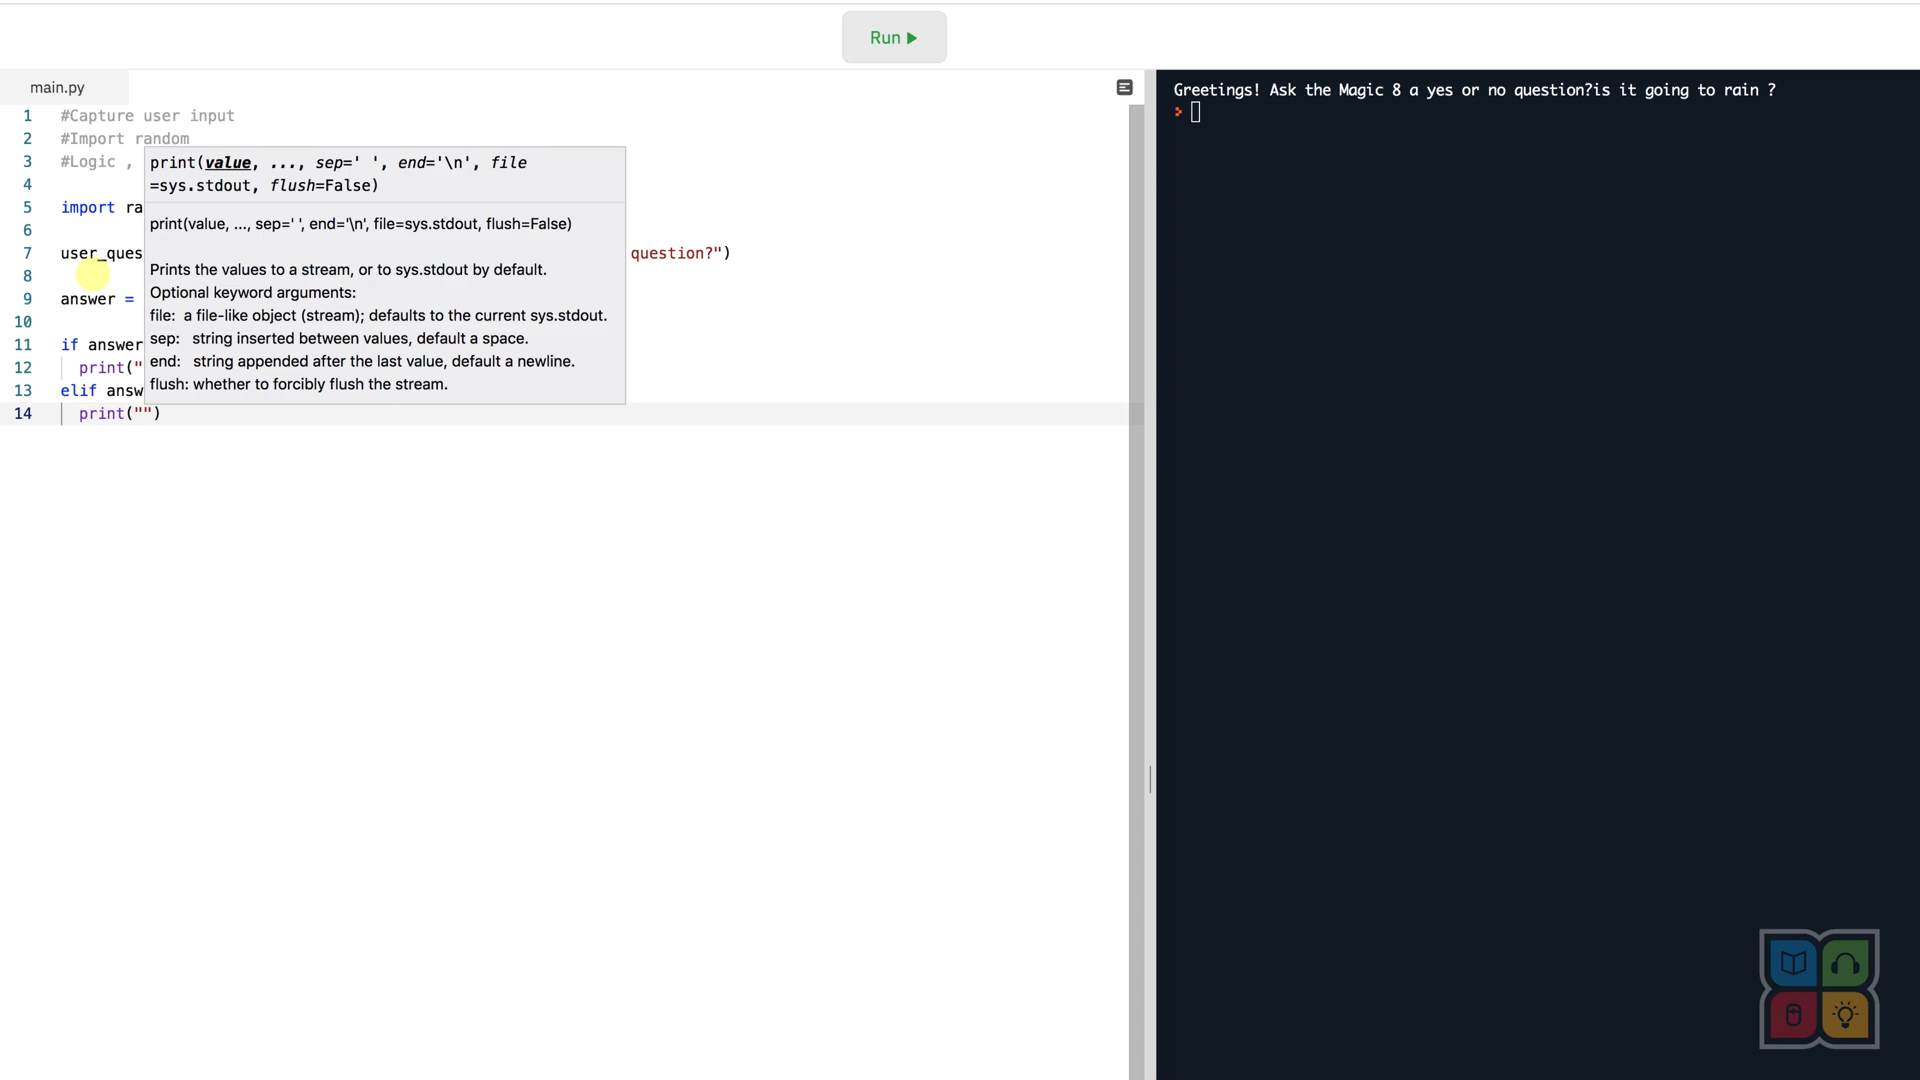 Run
main.py
1 #Capture user input
2 #Import random
3 #Logic ,
4
5 import ra
6
7 user_ques question?")
8
9 answer =
10
11 if answer
12 print("
13 elif answ
14 print("")
print(value, ..., sep=' ', end='\n', file
=sys.stdout, flush=False)
print(value, ..., sep=' ', end='\n', file=sys.stdout, flush=False)
Prints the values to a stream, or to sys.stdout by default.
Optional keyword arguments:
file: a file-like object (stream); defaults to the current sys.stdout.
sep: string inserted between values, default a space.
end: string appended after the last value, default a newline.
flush: whether to forcibly flush the stream.
Greetings! Ask the Magic 8 a yes or no question?is it going to rain ?